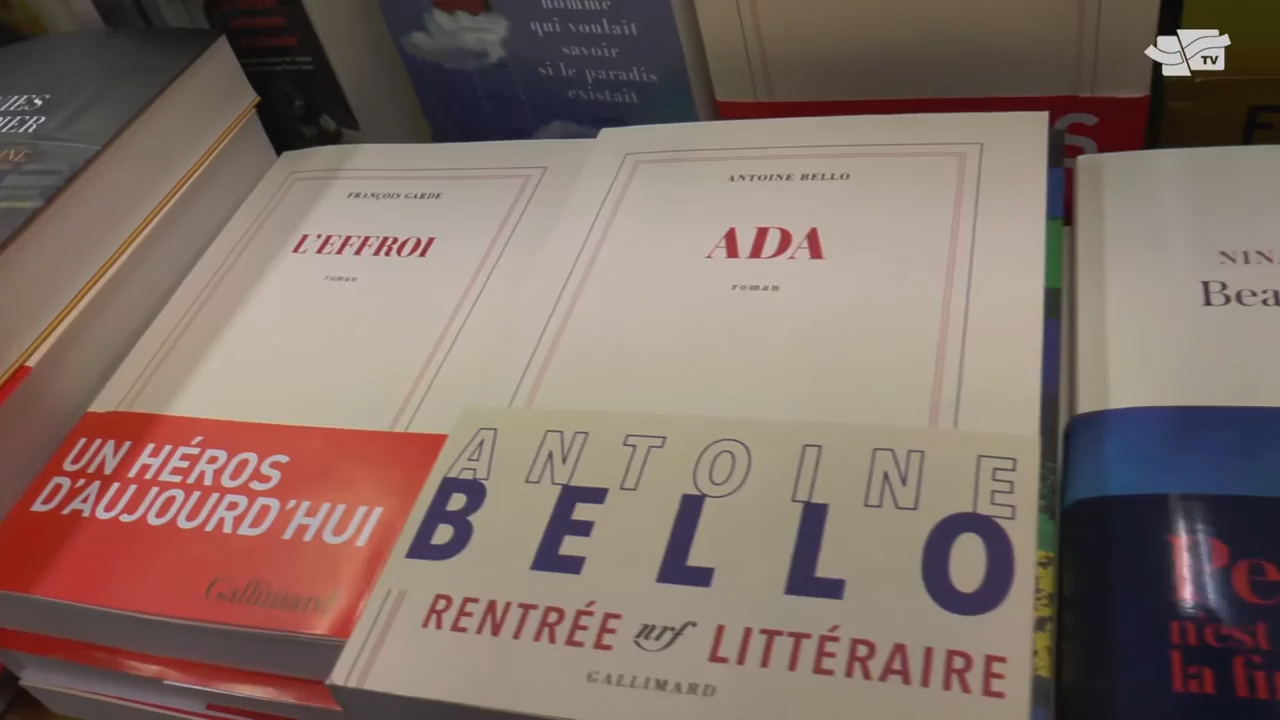 homme
qui voulait
savoir
si le paradis
existait
TV
FRANÇOIS GARDE
L'EFFROI
roman
UN HÉROS
D'AUJOURD'HUI
Gallimard
ANTOINE BELLO
ADA
roman
ANTOINE
BELLO
RENTRÉE nrf LITTÉRAIRE
GALLIMARD
n'est